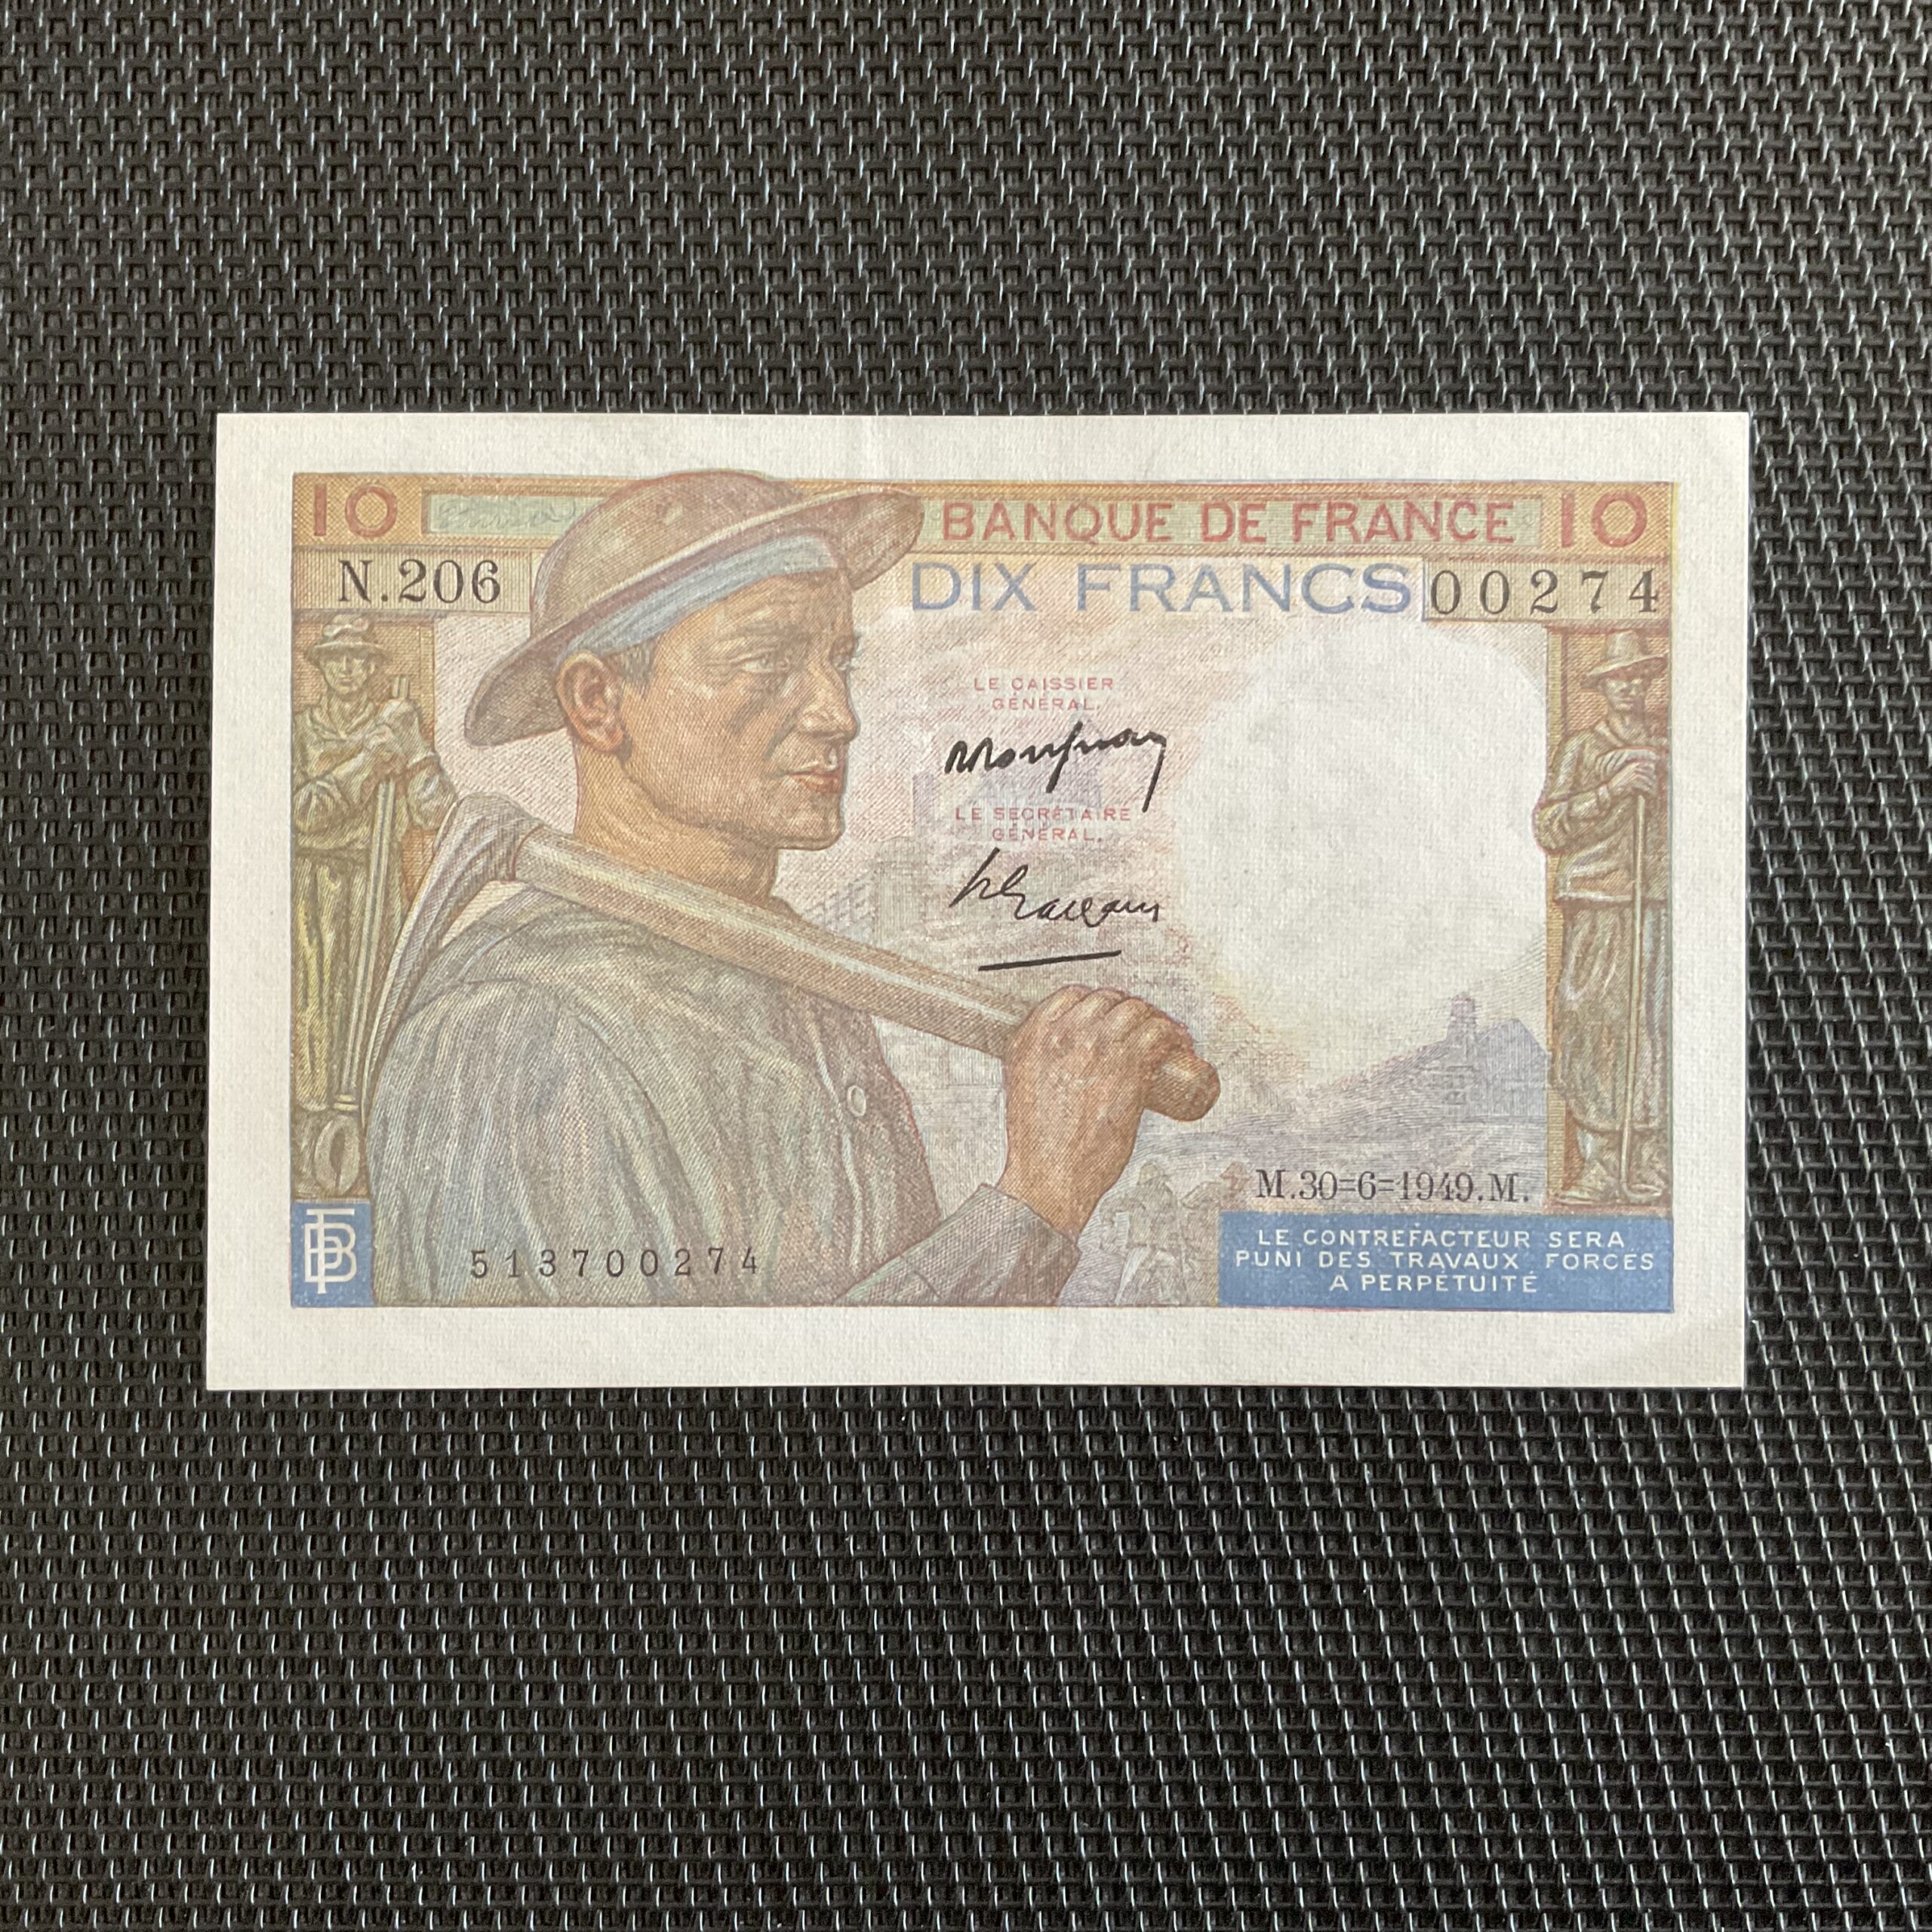 10 BANQUE DE FRANCE 10
N.206 DIX FRANCS 00274
LE CAISSIER
GÉNÉRAL.
LE SECRÉTAIRE
GÉNÉRAL.
M.30=6=1949.M.
513700274
LE CONTREFACTEUR SERA
PUNI DES TRAVAUX FORCÉS
A PERPÉTUITÉ